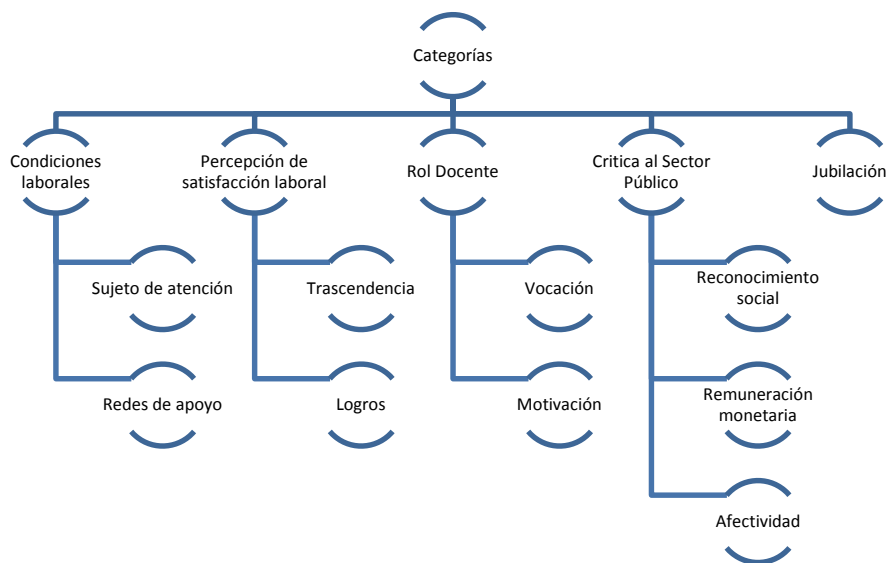 Categorías
Condiciones
laborales
Percepción de
satisfacción laboral
Rol Docente
Critica al Sector
Público
Jubilación
Sujeto de atención
Trascendencia
Vocación
Reconocimiento
social
Redes de apoyo
Logros
Motivación
Remuneración
monetaria
Afectividad